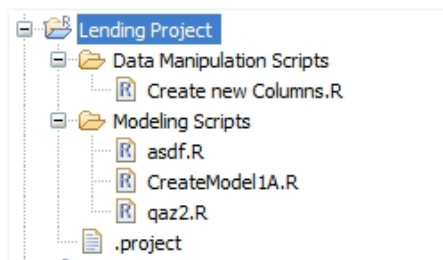 Lending Project
Data Manipulation Scripts
Create new Columns.R
Modeling Scripts
asdf.R
CreateModel1A.R
qaz2.R
.project